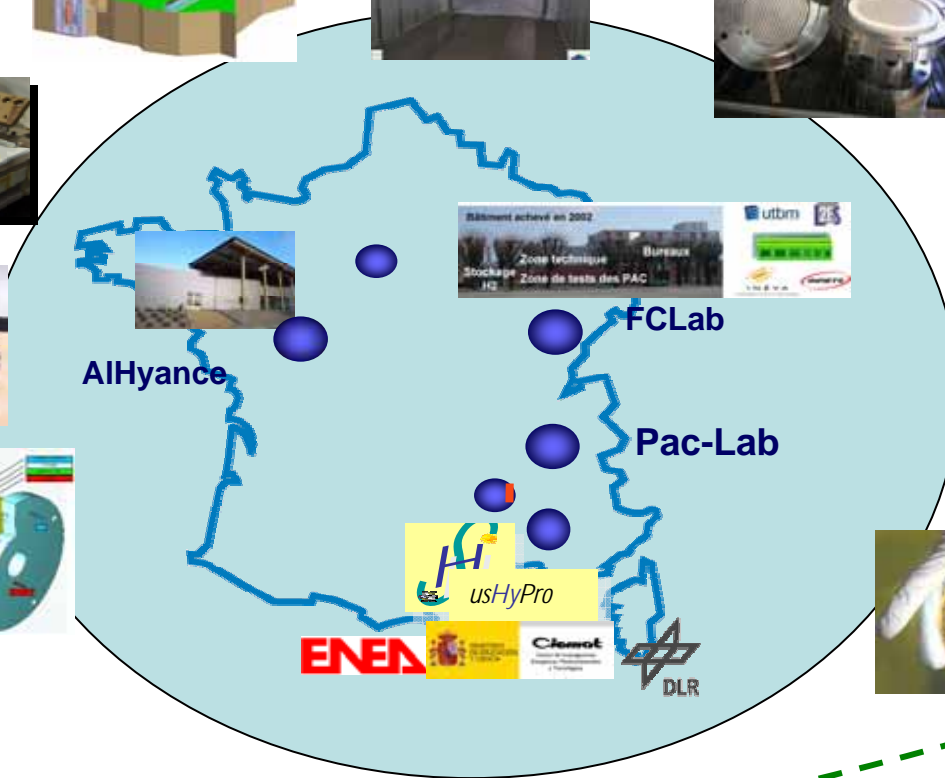 Bâtiment achevé en 2002
Bureaux
Zone technique
Stockage
H2
Zone de tests des PAC
utbm
INEVA
FCLab
AlHyance
Pac-Lab
usHyPro
ENEA
Ciemat
DLR